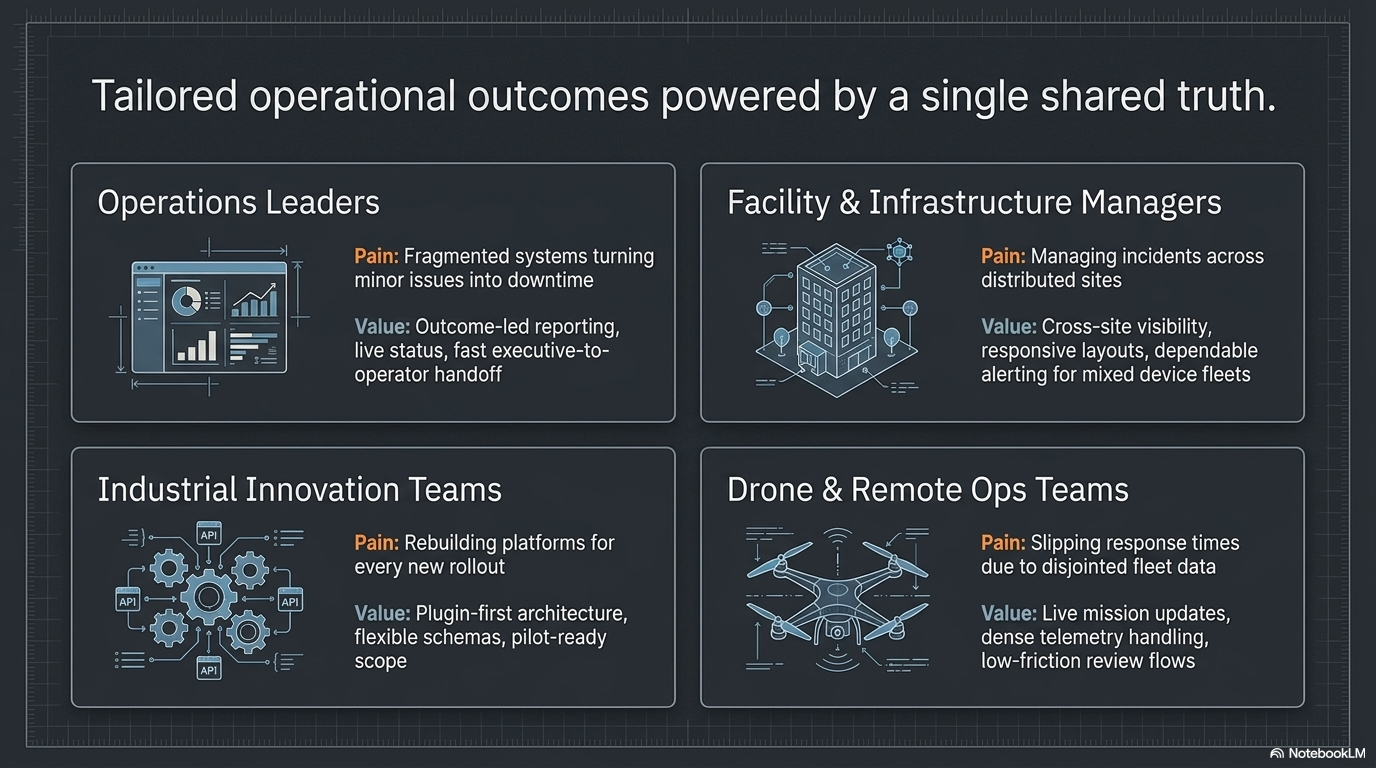 Tailored operational outcomes powered by a single shared truth.
Operations Leaders
Pain: Fragmented systems turning
minor issues into downtime
Value: Outcome-led reporting,
live status, fast executive-to-
operator handoff
Facility & Infrastructure Managers
Pain: Managing incidents across
distributed sites
Value: Cross-site visibility,
responsive layouts, dependable
alerting for mixed device fleets
Industrial Innovation Teams
API
API
API
API
Pain: Rebuilding platforms for
every new rollout
Value: Plugin-first architecture,
flexible schemas, pilot-ready
scope
Drone & Remote Ops Teams
Pain: Slipping response times
due to disjointed fleet data
Value: Live mission updates,
dense telemetry handling,
low-friction review flows
NotebookLM